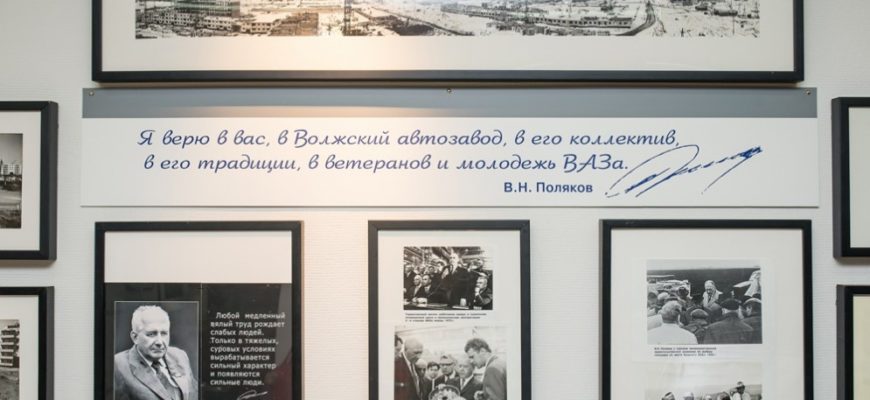 Я верю в вас, в Волжский автозавод, в его коллектив,
в его традиции, в ветеранов и молодежь ВАЗа.
В.Н. Поляков
Любой медленный
вялый труд рождает
слабых людей.
Только в тяжелых,
суровых условиях
вырабатывается
сильный характер
и появляются
сильные люди.